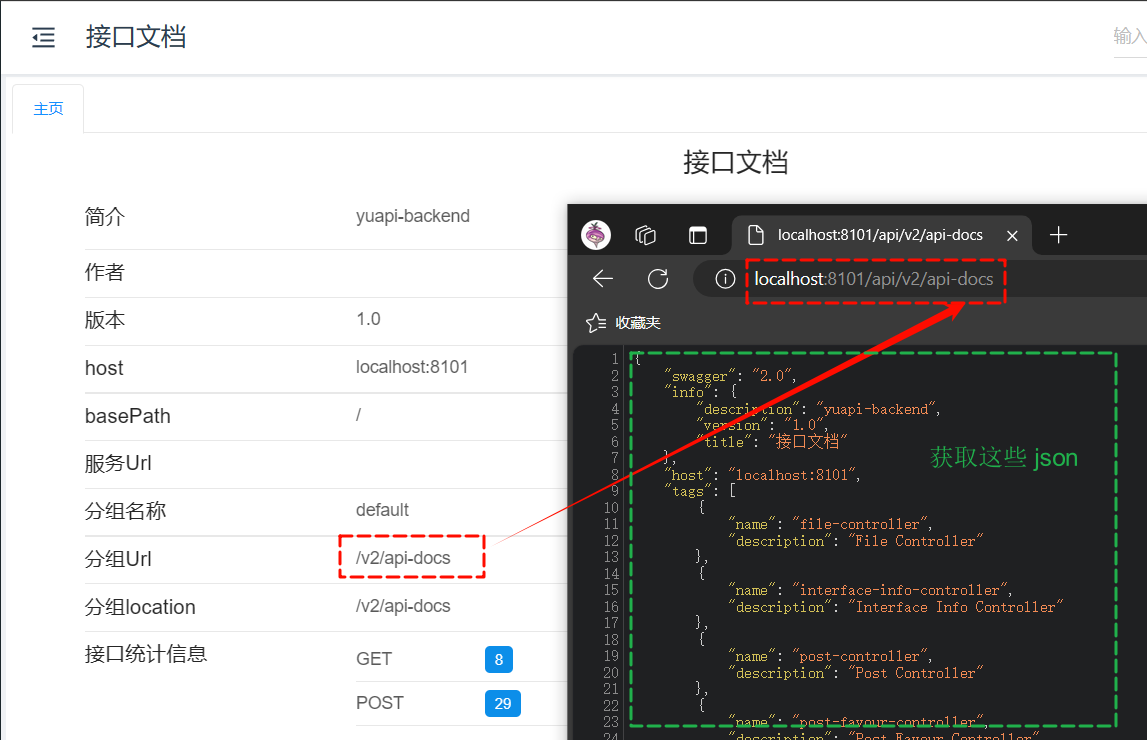 接口文档
输入
主页
接口文档
简介
yuapi-backend
作者
版本
1.0
host
localhost:8101
basePath
/
服务Url
分组名称
default
分组Url
/v2/api-docs
分组location
/v2/api-docs
接口统计信息
GET
8
POST
29
localhost:8101/api/v2/api-docs
localhost:8101/api/v2/api-docs
收藏夹
1 {
2 "swagger": "2.0",
3 "info": {
4 "description": "yuapi-backend",
5 "version": "1.0",
6 "title": "接口文档"
7 },
8 "host": "localhost:8101",
9 "tags": [
10 {
11 "name": "file-controller",
12 "description": "File Controller"
13 },
14 {
15 "name": "interface-info-controller",
16 "description": "Interface Info Controller"
17 },
18 {
19 "name": "post-controller",
20 "description": "Post Controller"
21 },
22 {
23 "name": "post-favour-controller",
24 "description": "Post Favour Controller"
获取这些 json